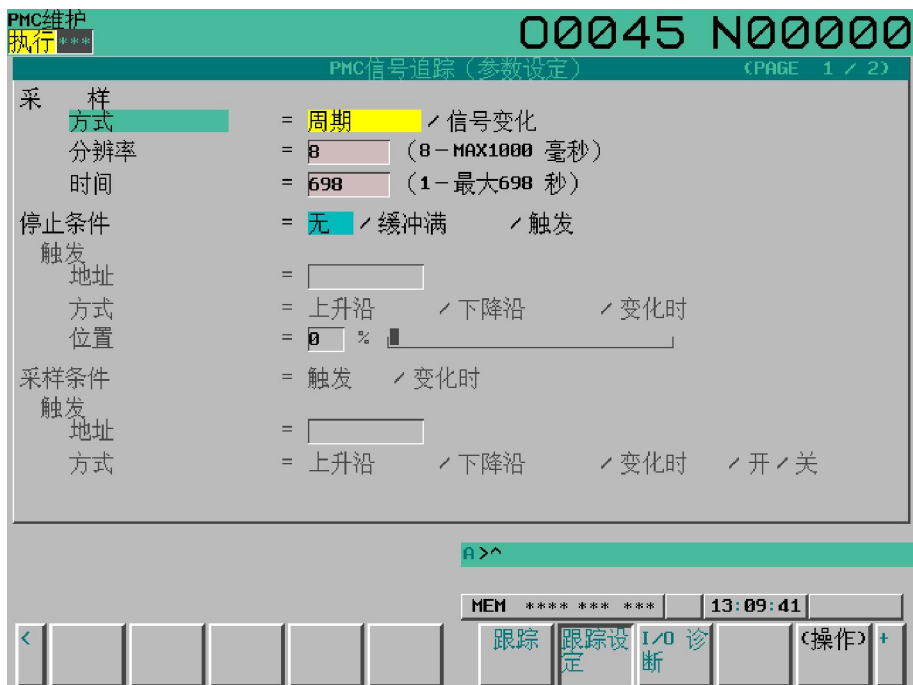 PMC维护
执行*** O0045 N00000
PMC信号追踪(参数设定) (PAGE 1 / 2)
采 样
方式 = 周期 / 信号变化
分辨率 = 8 (8-MAX1000 毫秒)
时间 = 698 (1-最大698 秒)
停止条件 = 无 / 缓冲满 / 触发
触发
地址 =
方式 = 上升沿 / 下降沿 / 变化时
位置 = 0 %
采样条件 = 触发 / 变化时
触发
地址 =
方式 = 上升沿 / 下降沿 / 变化时 / 开 / 关
A>^
MEM **** *** *** 13:09:41
< 跟踪 跟踪设定 I/O 诊断 (操作) +